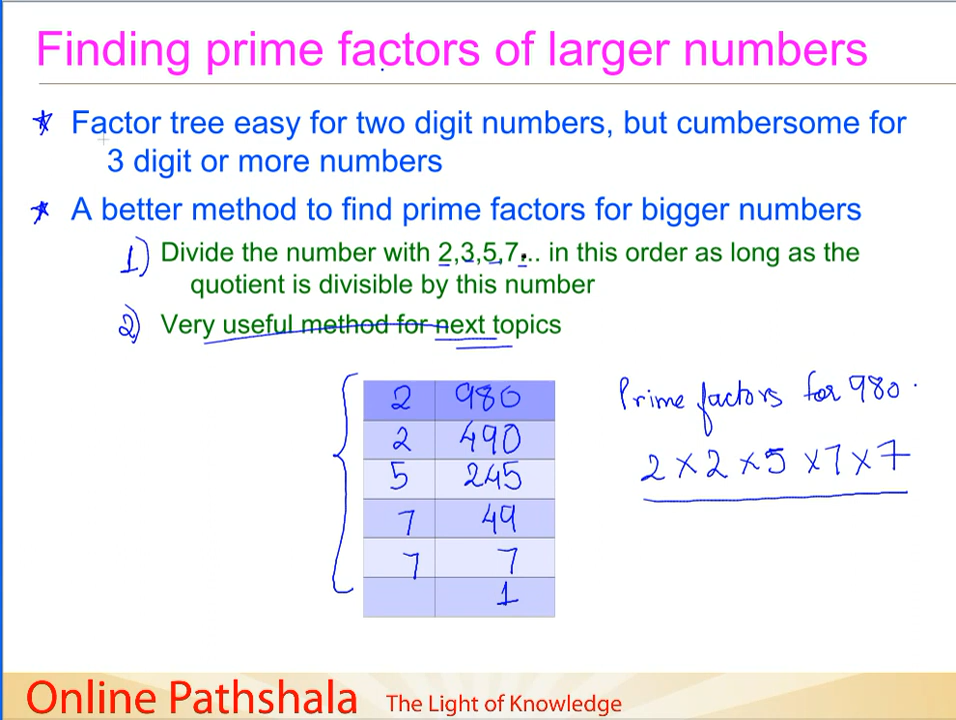 Finding prime factors of larger numbers
Factor tree easy for two digit numbers, but cumbersome for
3 digit or more numbers
A better method to find prime factors for bigger numbers
1) Divide the number with 2,3,5,7... in this order as long as the
quotient is divisible by this number
2) Very useful method for next topics
2 980
2 490
5 245
7 49
7 7
1
Prime factors for 980.
2 × 2 × 5 × 7 × 7
Online Pathshala The Light of Knowledge